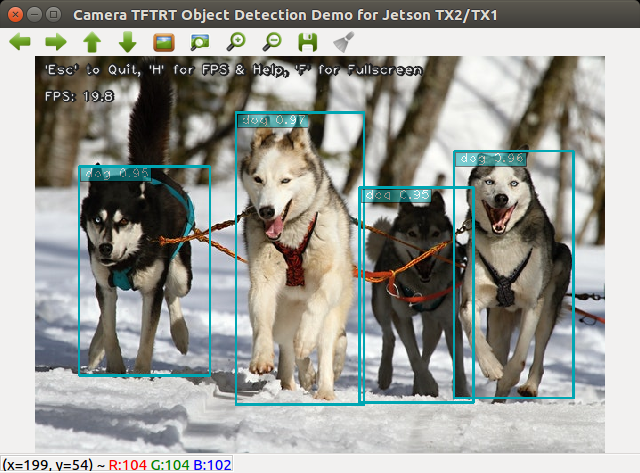 Camera TFTRT Object Detection Demo for Jetson TX2/TX1
'Esc' to Quit, 'H' for FPS & Help, 'F' for Fullscreen
FPS: 19.8
dog 0.95
dog 0.97
dog 0.95
dog 0.96
(x=199, y=54) ~ R:104 G:104 B:102